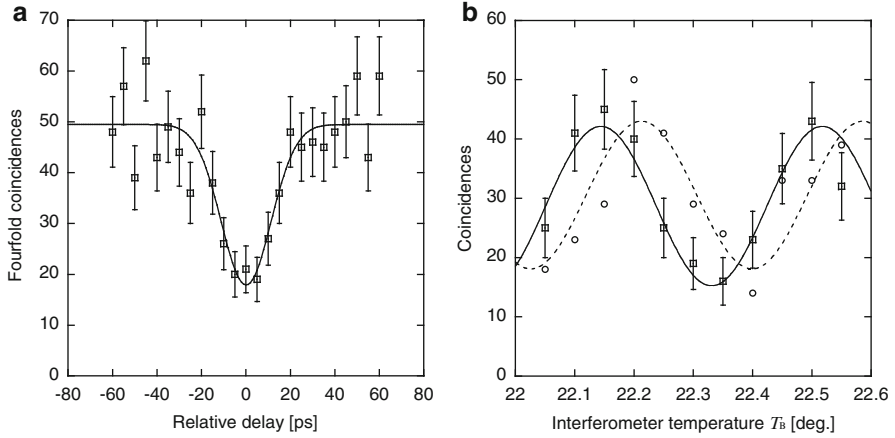 a
70
60
50
40
30
20
10
0
Fourfold coincidences
-80 -60 -40 -20 0 20 40 60 80
Relative delay [ps]
b
60
50
40
30
20
10
0
Coincidences
22 22.1 22.2 22.3 22.4 22.5 22.6
Interferometer temperature TB [deg.]